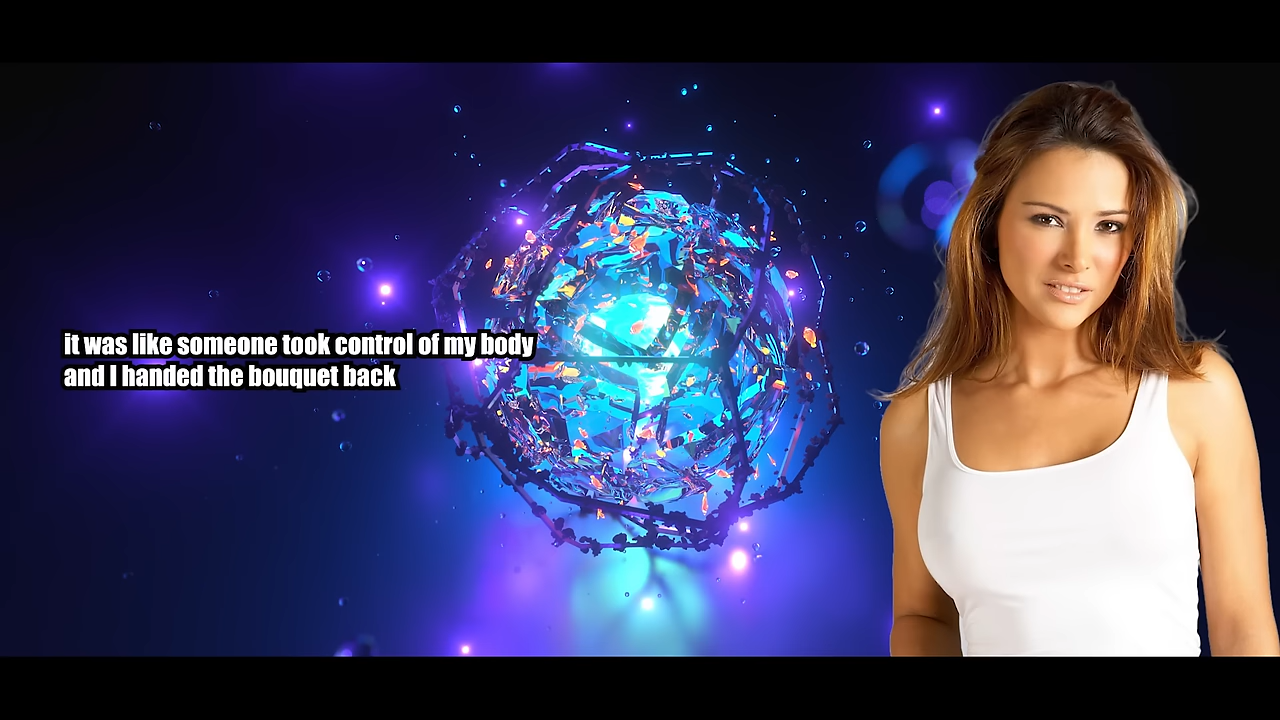 it was like someone took control of my body
and I handed the bouquet back